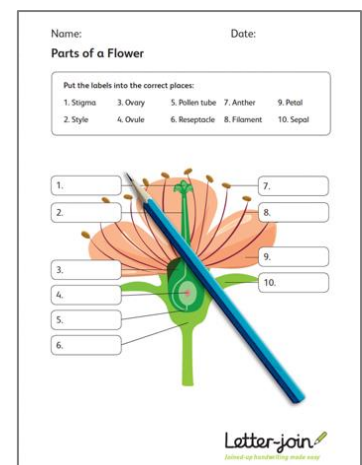 Name: Date:
Parts of a Flower
Put the labels into the correct places:
1. Stigma 3. Ovary 5. Pollen tube 7. Anther 9. Petal
2. Style 4. Ovule 6. Reseptacle 8. Filament 10. Sepal
1. 7.
2. 8.
3. 9.
4. 10.
5.
6.
Letter-join
Joined-up handwriting made easy